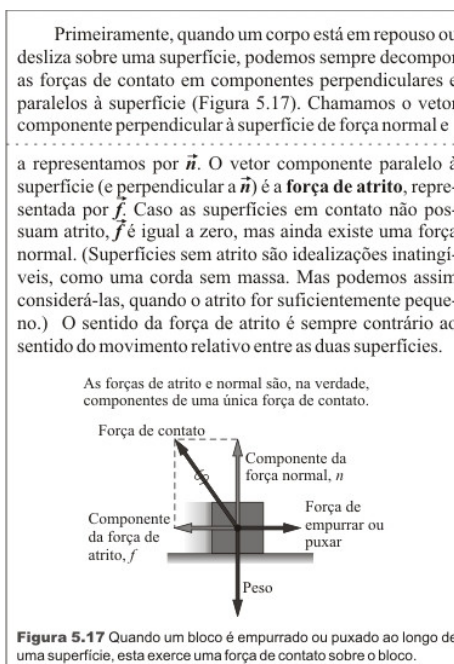 Primeiramente, quando um corpo está em repouso ou
desliza sobre uma superfície, podemos sempre decompor
as forças de contato em componentes perpendiculares e
paralelos à superfície (Figura 5.17). Chamamos o vetor
componente perpendicular à superfície de força normal e
a representamos por n⃗. O vetor componente paralelo à
superfície (e perpendicular a n⃗) é a força de atrito, repre-
sentada por f⃗. Caso as superfícies em contato não pos-
suam atrito, f⃗ é igual a zero, mas ainda existe uma força
normal. (Superfícies sem atrito são idealizações inatingí-
veis, como uma corda sem massa. Mas podemos assim
considerá-las, quando o atrito for suficientemente peque-
no.) O sentido da força de atrito é sempre contrário ao
sentido do movimento relativo entre as duas superfícies.
As forças de atrito e normal são, na verdade,
componentes de uma única força de contato.
Força de contato
Componente da
força normal, n
Componente
da força de
atrito, f
Força de
empurrar ou
puxar
Peso
Figura 5.17 Quando um bloco é empurrado ou puxado ao longo de
uma superfície, esta exerce uma força de contato sobre o bloco.